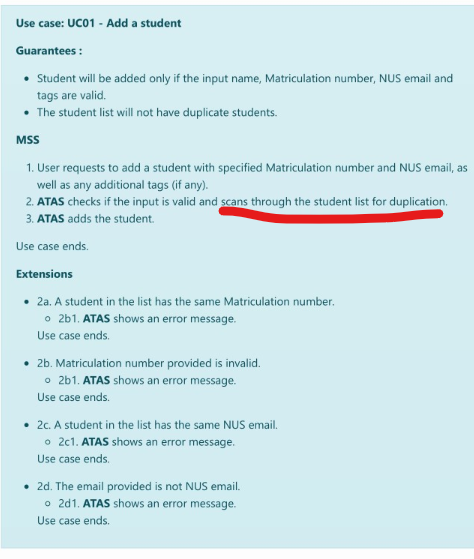 Use case: UC01 - Add a student
Guarantees :
• Student will be added only if the input name, Matriculation number, NUS email and
tags are valid.
• The student list will not have duplicate students.
MSS
1. User requests to add a student with specified Matriculation number and NUS email, as
well as any additional tags (if any).
2. ATAS checks if the input is valid and scans through the student list for duplication.
3. ATAS adds the student.
Use case ends.
Extensions
• 2a. A student in the list has the same Matriculation number.
◦ 2b1. ATAS shows an error message.
Use case ends.
• 2b. Matriculation number provided is invalid.
◦ 2b1. ATAS shows an error message.
Use case ends.
• 2c. A student in the list has the same NUS email.
◦ 2c1. ATAS shows an error message.
Use case ends.
• 2d. The email provided is not NUS email.
◦ 2d1. ATAS shows an error message.
Use case ends.